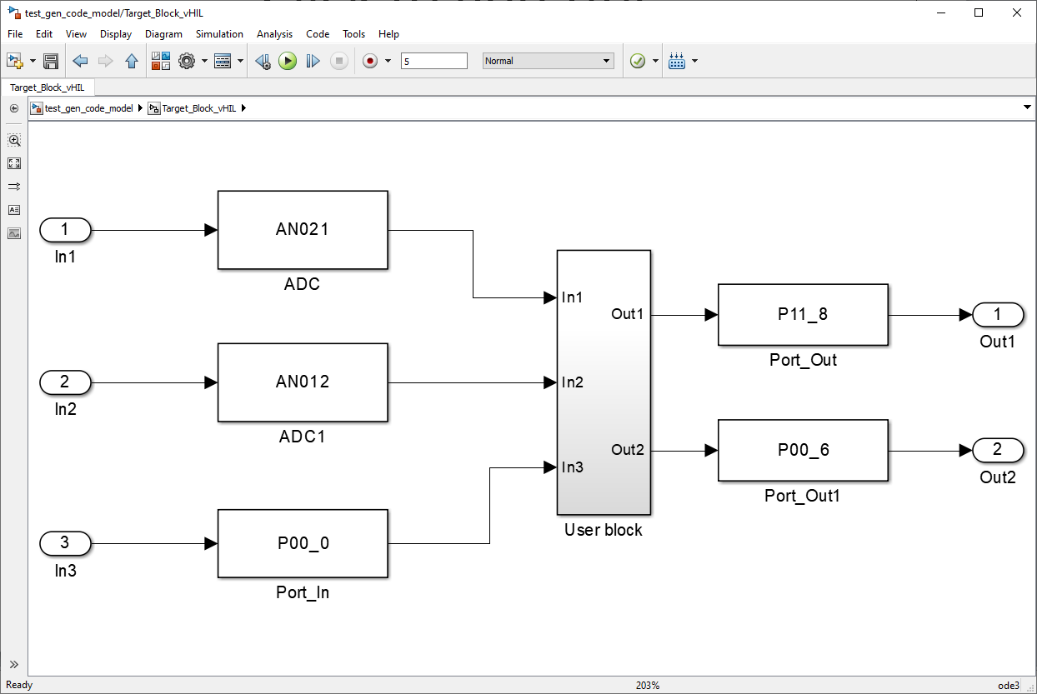 test_gen_code_model/Target_Block_vHIL
File Edit View Display Diagram Simulation Analysis Code Tools Help
5 Normal
Target_Block_vHIL
test_gen_code_model Target_Block_vHIL
1
In1
AN021
ADC
2
In2
AN012
ADC1
3
In3
P00_0
Port_In
In1
In2
In3
Out1
Out2
User block
P11_8
Port_Out
1
Out1
P00_6
Port_Out1
2
Out2
Ready 203% ode3